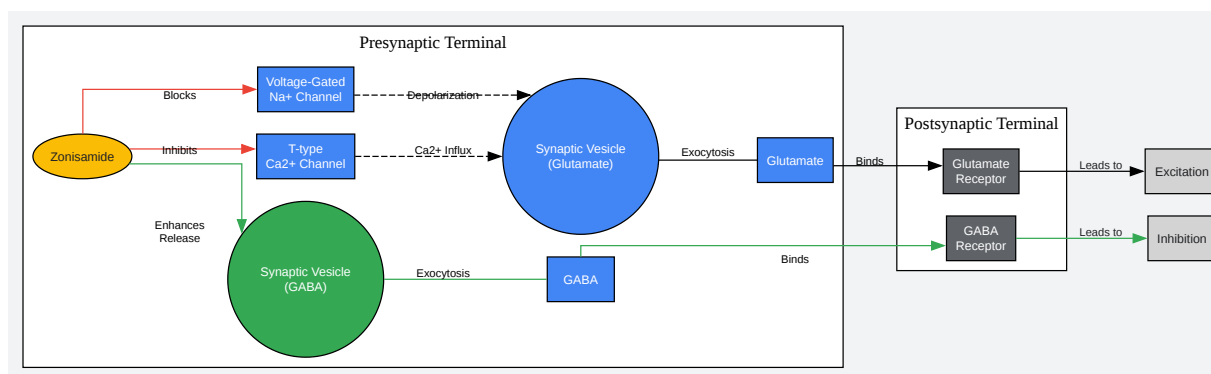 Presynaptic Terminal
Voltage-Gated
Na+ Channel
Blocks
Depolarization
Zonisamide
Inhibits
T-type
Ca2+ Channel
Ca2+ Influx
Synaptic Vesicle
(Glutamate)
Exocytosis
Glutamate
Binds
Postsynaptic Terminal
Glutamate
Receptor
Leads to
Excitation
Enhances
Release
Synaptic Vesicle
(GABA)
Exocytosis
GABA
Binds
GABA
Receptor
Leads to
Inhibition